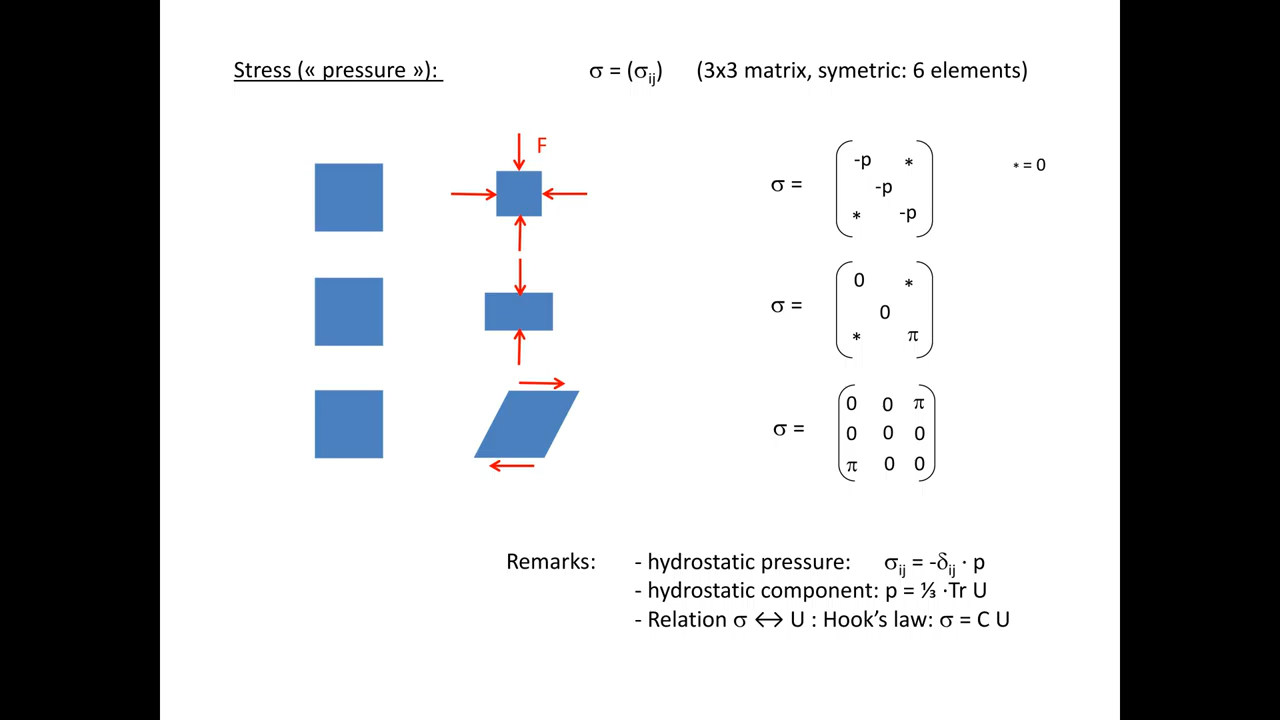 Stress (« pressure »): σ = (σij) (3x3 matrix, symetric: 6 elements)
F
σ = -p * * = 0
-p
* -p
σ = 0 *
0
* π
σ = 0 0 π
0 0 0
π 0 0
Remarks: - hydrostatic pressure: σij = -δij · p
- hydrostatic component: p = ⅓ ·Tr U
- Relation σ ↔ U : Hook’s law: σ = C U